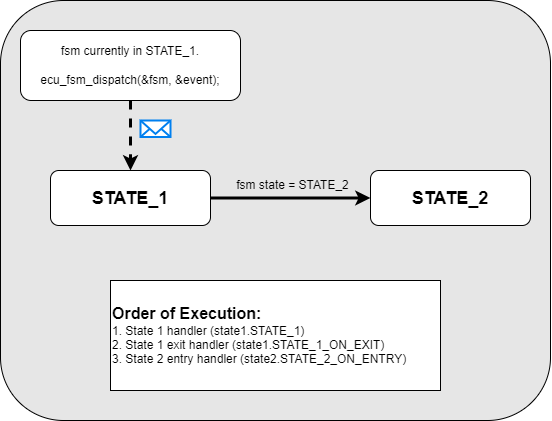 fsm currently in STATE_1.
ecu_fsm_dispatch(&fsm, &event);
STATE_1
fsm state = STATE_2
STATE_2
Order of Execution:
1. State 1 handler (state1.STATE_1)
2. State 1 exit handler (state1.STATE_1_ON_EXIT)
3. State 2 entry handler (state2.STATE_2_ON_ENTRY)